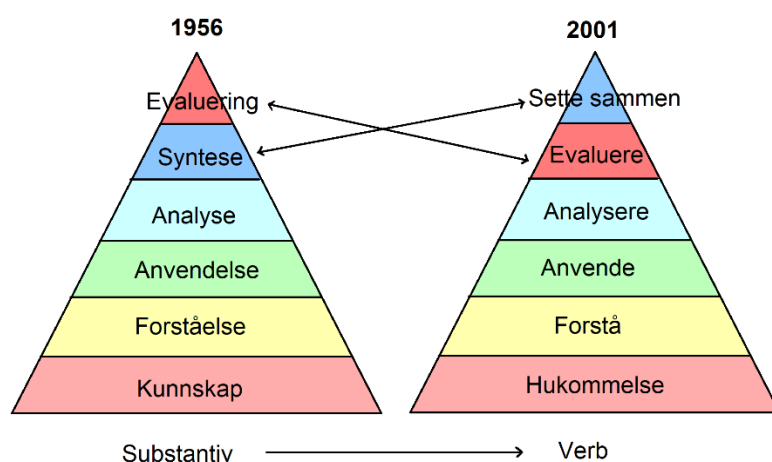 1956
Evaluering
Syntese
Analyse
Anvendelse
Forståelse
Kunnskap
Substantiv
2001
Sette sammen
Evaluere
Analysere
Anvende
Forstå
Hukommelse
Verb